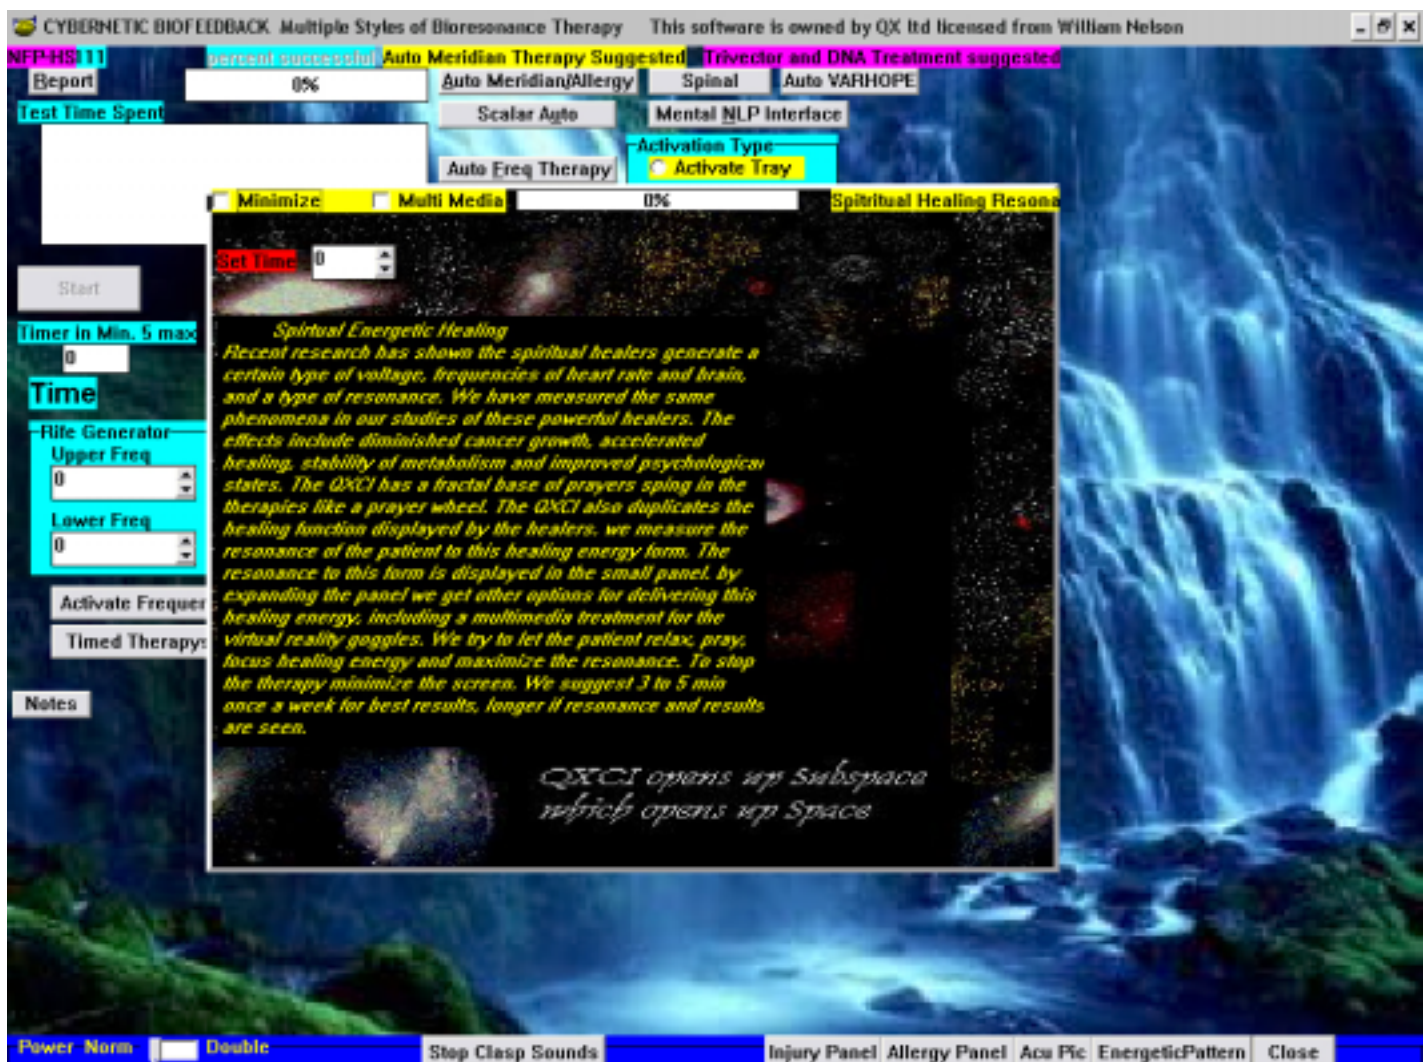 CYBERNETIC BIOFEEDBACK Multiple Styles of Bioresonance Therapy This software is owned by QX ltd licensed from William Nelson
NFP-HS111 percent successful Auto Meridian Therapy Suggested Trivector and DNA Treatment suggested
Report 0% Auto Meridian/Allergy Spinal Auto VARHOPE
Test Time Spent Scalar Auto Mental NLP Interface
Activation Type
Auto Freq Therapy Activate Tray
Minimize Multi Media 0% Spitritual Healing Resona
Set Time 0
Start
Timer in Min. 5 max
0
Time
Rife Generator
Upper Freq
0
Lower Freq
0
Activate Frequer
Timed Therapys
Notes
Spirtual Energetic Healing
Recent research has shown the spiritual healers generate a
certain type of voltage, frequencies of heart rate and brain,
and a type of resonance. We have measured the same
phenomena in our studies of these powerful healers. The
effects include diminished cancer growth, accelerated
healing, stability of metabolism and improved psychological
states. The QXCI has a fractal base of prayers sping in the
therapies like a prayer wheel. The QXCI also duplicates the
healing function displayed by the healers. we measure the
resonance of the patient to this healing energy form. The
resonance to this form is displayed in the small panel. by
expanding the panel we get other options for delivering this
healing energy, including a multimedia treatment for the
virtual reality goggles. We try to let the patient relax, pray,
focus healing energy and maximize the resonance. To stop
the therapy minimize the screen. We suggest 3 to 5 min
once a week for best results, longer if resonance and results
are seen.
QXCI opens up Subspace
which opens up Space
Power Norm Double Stop Clasp Sounds Injury Panel Allergy Panel Acu Pic EnergeticPattern Close